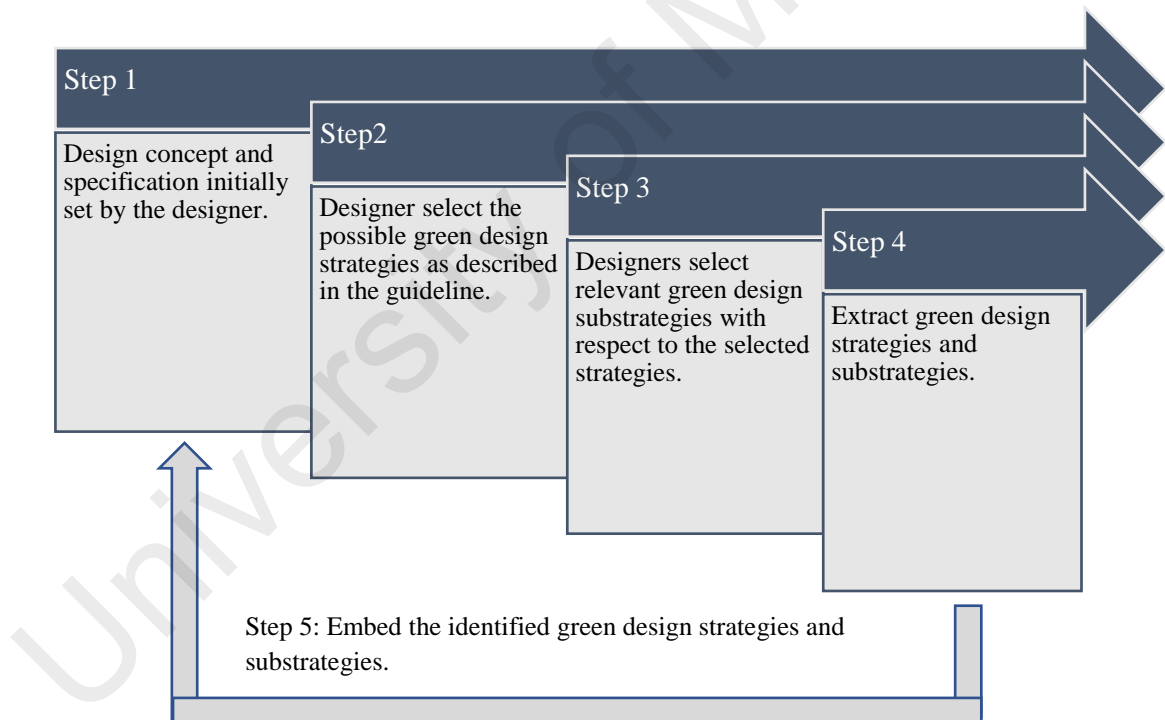 Step 1
Design concept and
specification initially
set by the designer.
Step2
Designer select the
possible green design
strategies as described
in the guideline.
Step 3
Designers select
relevant green design
substrategies with
respect to the selected
strategies.
Step 4
Extract green design
strategies and
substrategies.
Step 5: Embed the identified green design strategies and
substrategies.
University of M